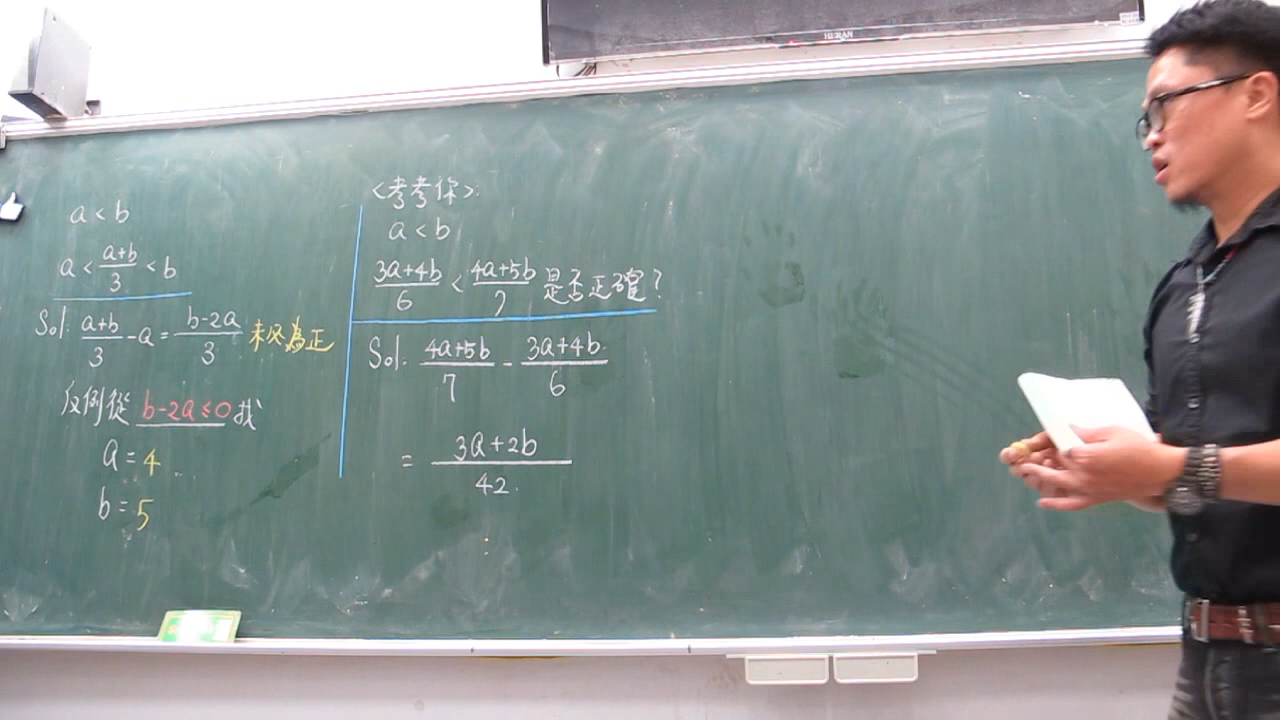 HERAN
a < b
a < (a+b)/3 < b
Sol: (a+b)/3 - a = (b-2a)/3 未必為正
反例從 b-2a ≤ 0 找
a = 4
b = 5
<考考你>:
a < b
(3a+4b)/6 < (4a+5b)/7 是否正確?
Sol: (4a+5b)/7 - (3a+4b)/6
= (3a+2b)/42